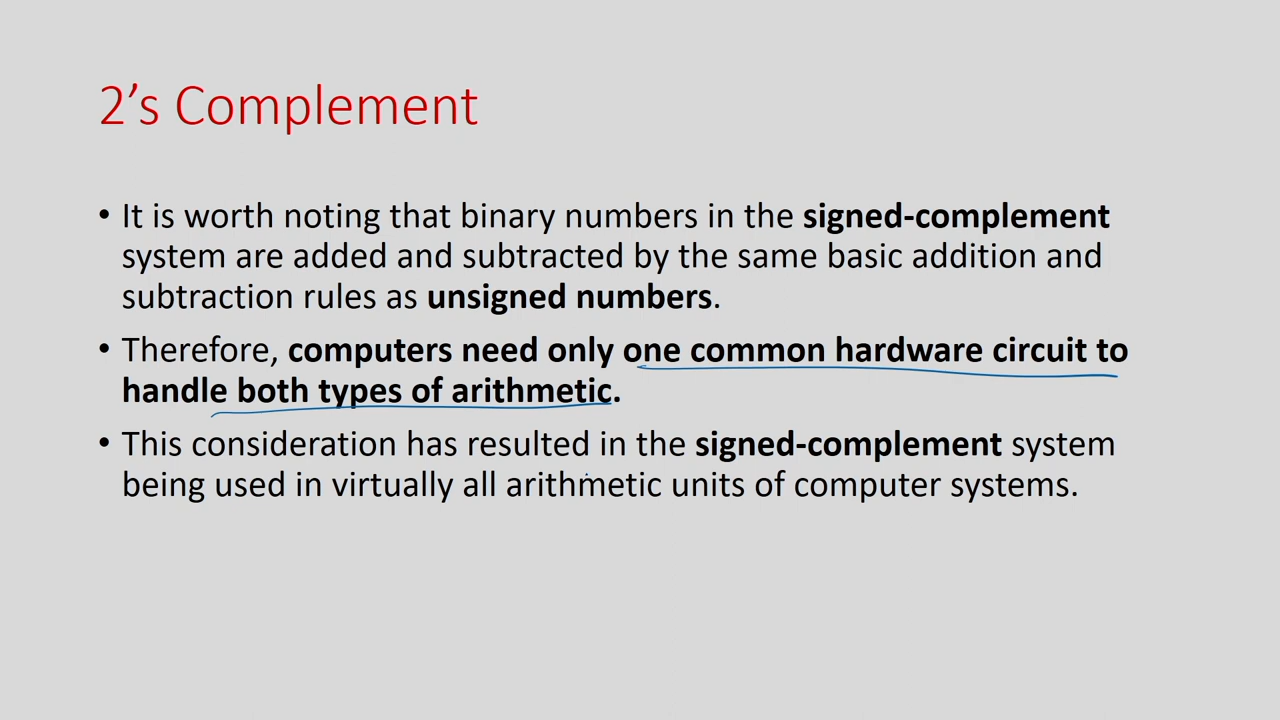 2’s Complement
• It is worth noting that binary numbers in the signed-complement
system are added and subtracted by the same basic addition and
subtraction rules as unsigned numbers.
• Therefore, computers need only one common hardware circuit to
handle both types of arithmetic.
• This consideration has resulted in the signed-complement system
being used in virtually all arithmetic units of computer systems.